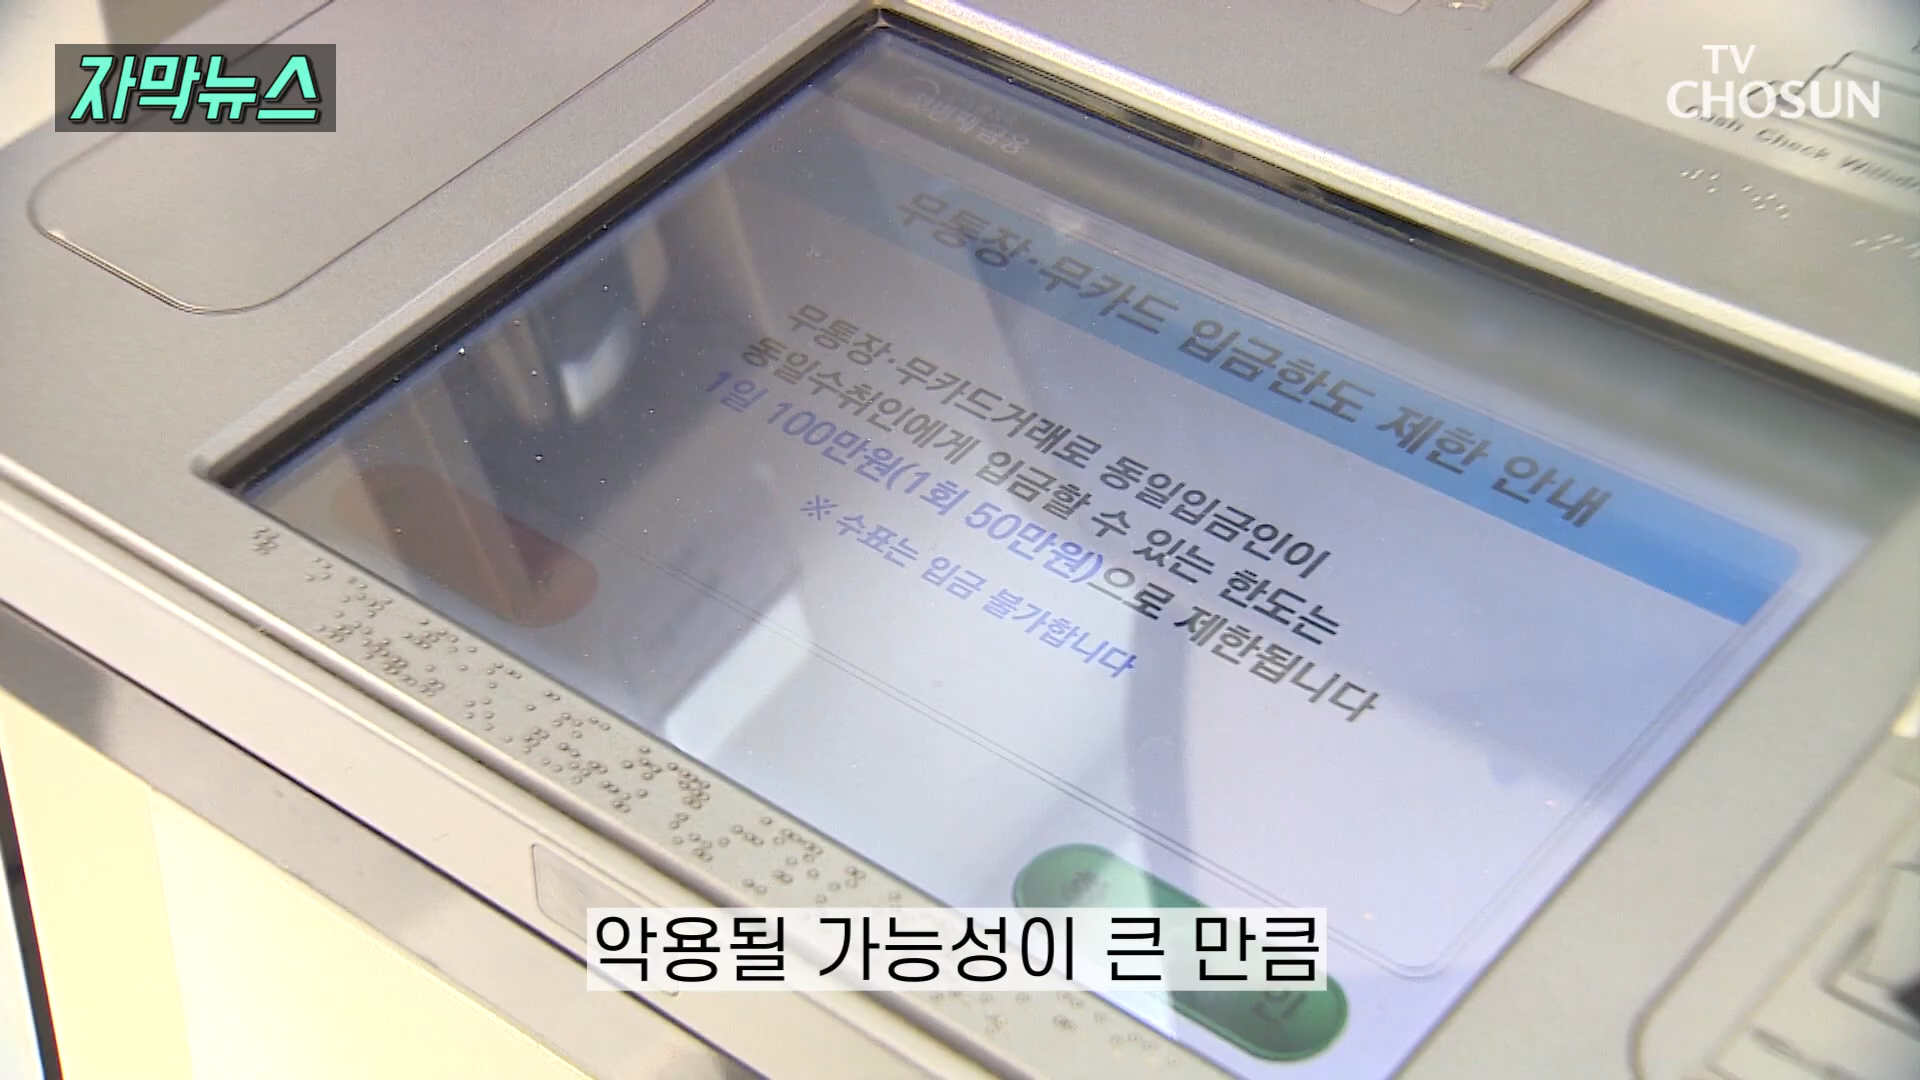 자막뉴스
TV
CHOSUN
Cash Check Window
무통장·무카드 입금한도 제한 안내
무통장·무카드거래로 동일입금인이
동일수취인에게 입금할 수 있는 한도는
1일 100만원(1회 50만원)으로 제한됩니다
※ 수표는 입금 불가합니다
악용될 가능성이 큰 만큼